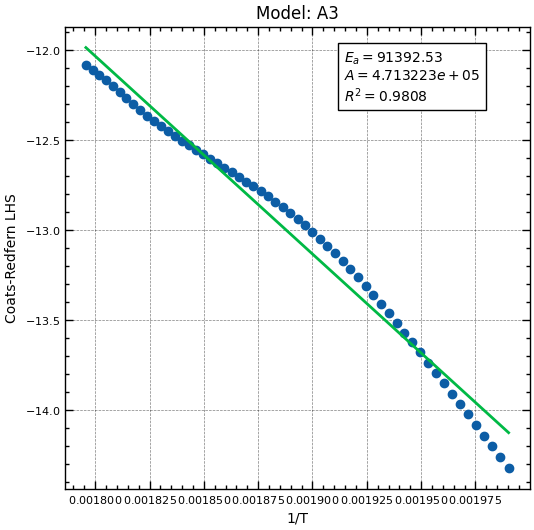 Model: A3
−12.0
−12.5
−13.0
−13.5
−14.0
Coats-Redfern LHS
E_a = 91392.53
A = 4.713223e + 05
R² = 0.9808
0.001800 0.001825 0.001850 0.001875 0.001900 0.001925 0.001950 0.001975
1/T